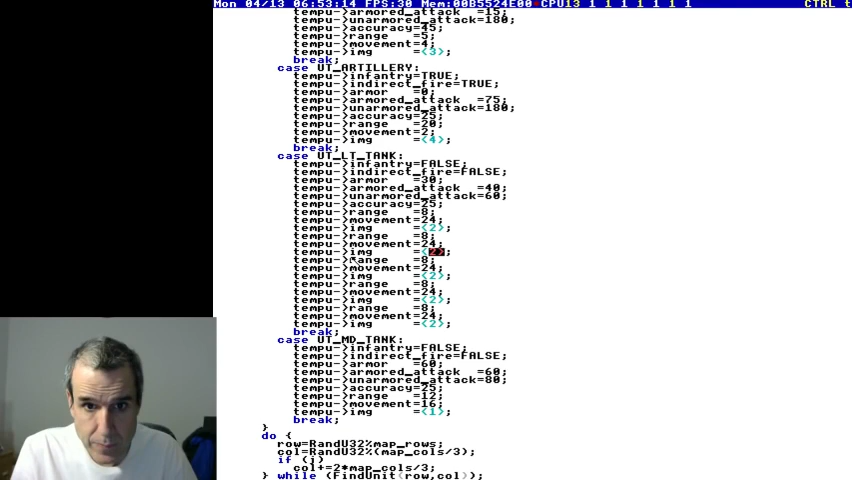 Mon 04/13 06:53:14 FPS:30 Mem:00B5524E00 CPU13 1 1 1 1 1 1 1 CTRL t
tempu->armored_attack =15;
tempu->unarmored_attack=180;
tempu->accuracy=45;
tempu->range =5;
tempu->movement=4;
tempu->img =<3>;
break;
case UT_ARTILLERY:
tempu->infantry=TRUE;
tempu->indirect_fire=TRUE;
tempu->armor =0;
tempu->armored_attack =75;
tempu->unarmored_attack=180;
tempu->accuracy=25;
tempu->range =20;
tempu->movement=2;
tempu->img =<4>;
break;
case UT_LT_TANK:
tempu->infantry=FALSE;
tempu->indirect_fire=FALSE;
tempu->armor =30;
tempu->armored_attack =40;
tempu->unarmored_attack=60;
tempu->accuracy=25;
tempu->range =8;
tempu->movement=24;
tempu->img =<2>;
tempu->range =8;
tempu->movement=24;
tempu->img =<2>;
tempu->range =8;
tempu->movement=24;
tempu->img =<2>;
tempu->range =8;
tempu->movement=24;
tempu->img =<2>;
tempu->range =8;
tempu->movement=24;
tempu->img =<2>;
break;
case UT_MD_TANK:
tempu->infantry=FALSE;
tempu->indirect_fire=FALSE;
tempu->armor =60;
tempu->armored_attack =60;
tempu->unarmored_attack=80;
tempu->accuracy=25;
tempu->range =12;
tempu->movement=16;
tempu->img =<1>;
break;
}
do {
row=RandU32%map_rows;
col=RandU32%(map_cols/3);
if (j)
col+=2*map_cols/3;
} while (FindUnit(row,col));